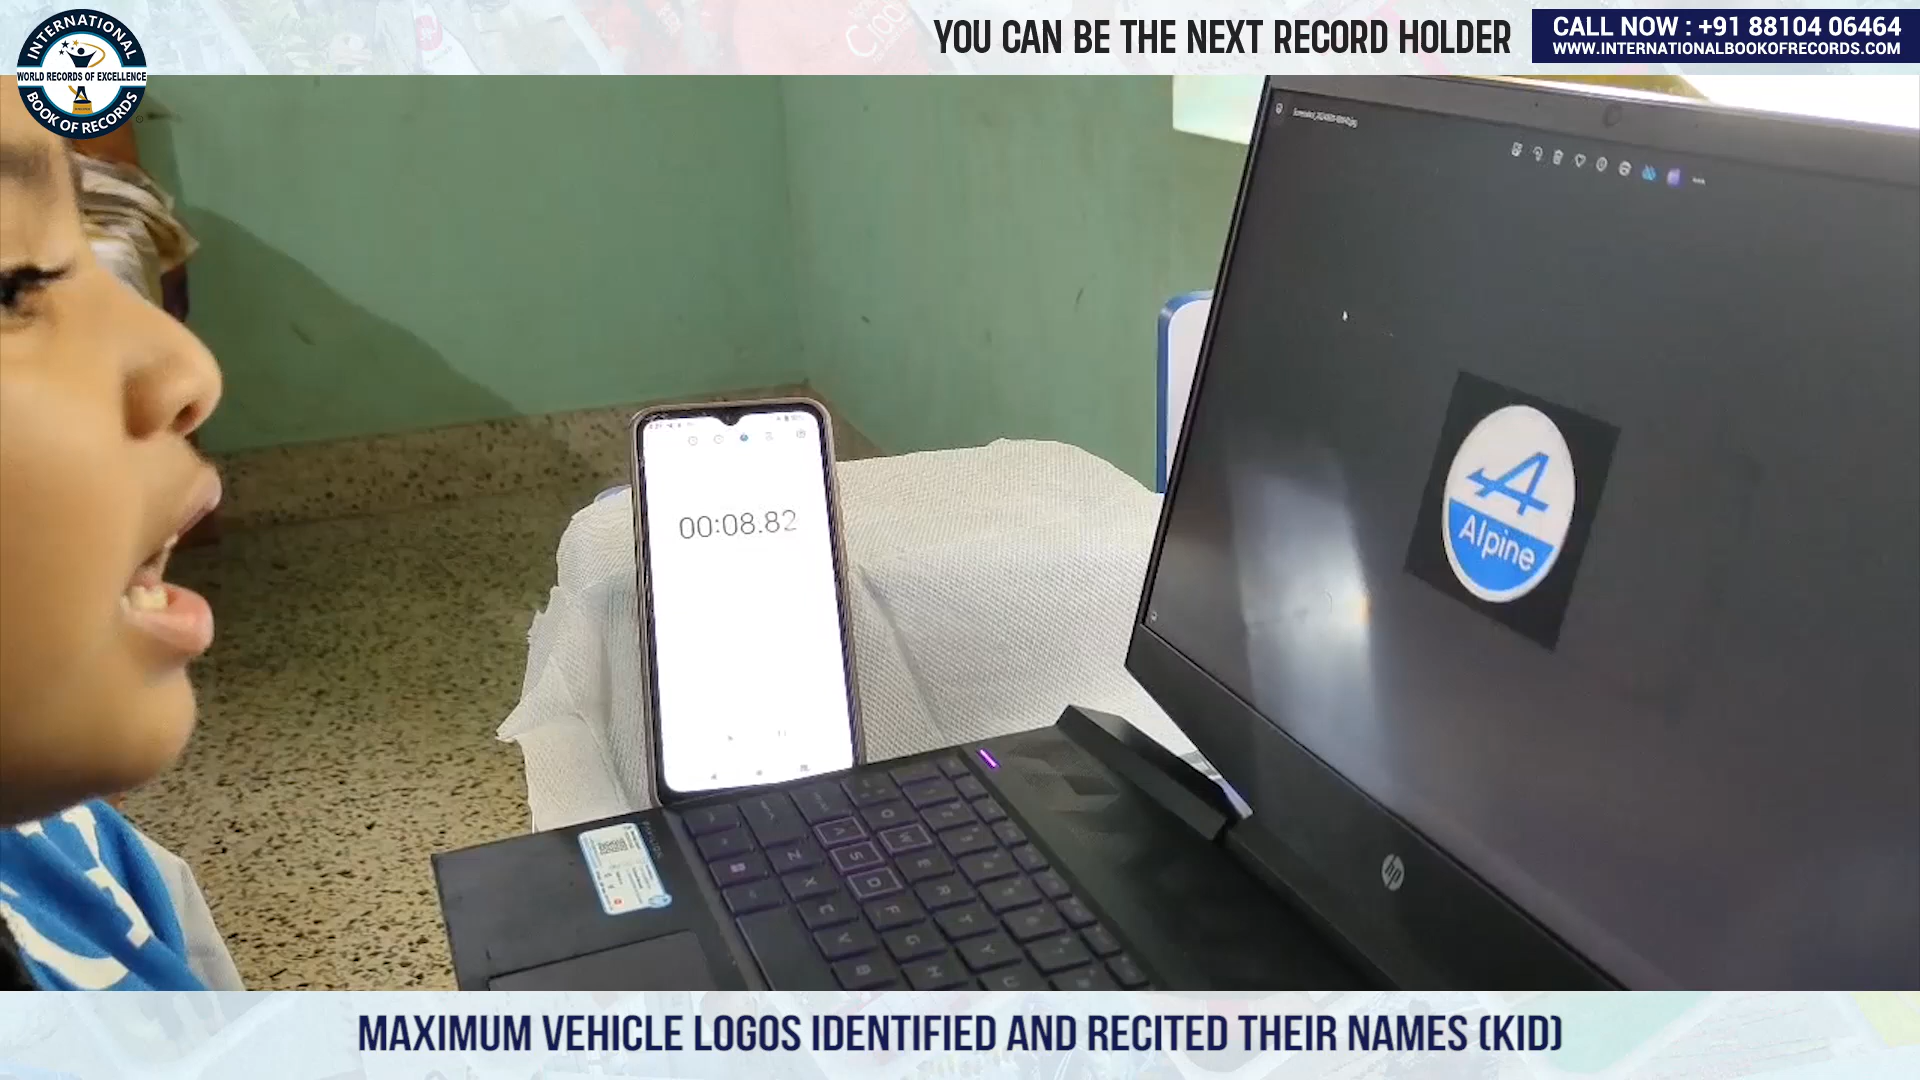 INTERNATIONAL
WORLD RECORDS OF EXCELLENCE
BOOK OF RECORDS
YOU CAN BE THE NEXT RECORD HOLDER
CALL NOW : +91 88104 06464
WWW.INTERNATIONALBOOKOFRECORDS.COM
00:08.82
A
Alpine
hp
A W
Z S E
X D R
C F T
V G Y
B H U
MAXIMUM VEHICLE LOGOS IDENTIFIED AND RECITED THEIR NAMES (KID)